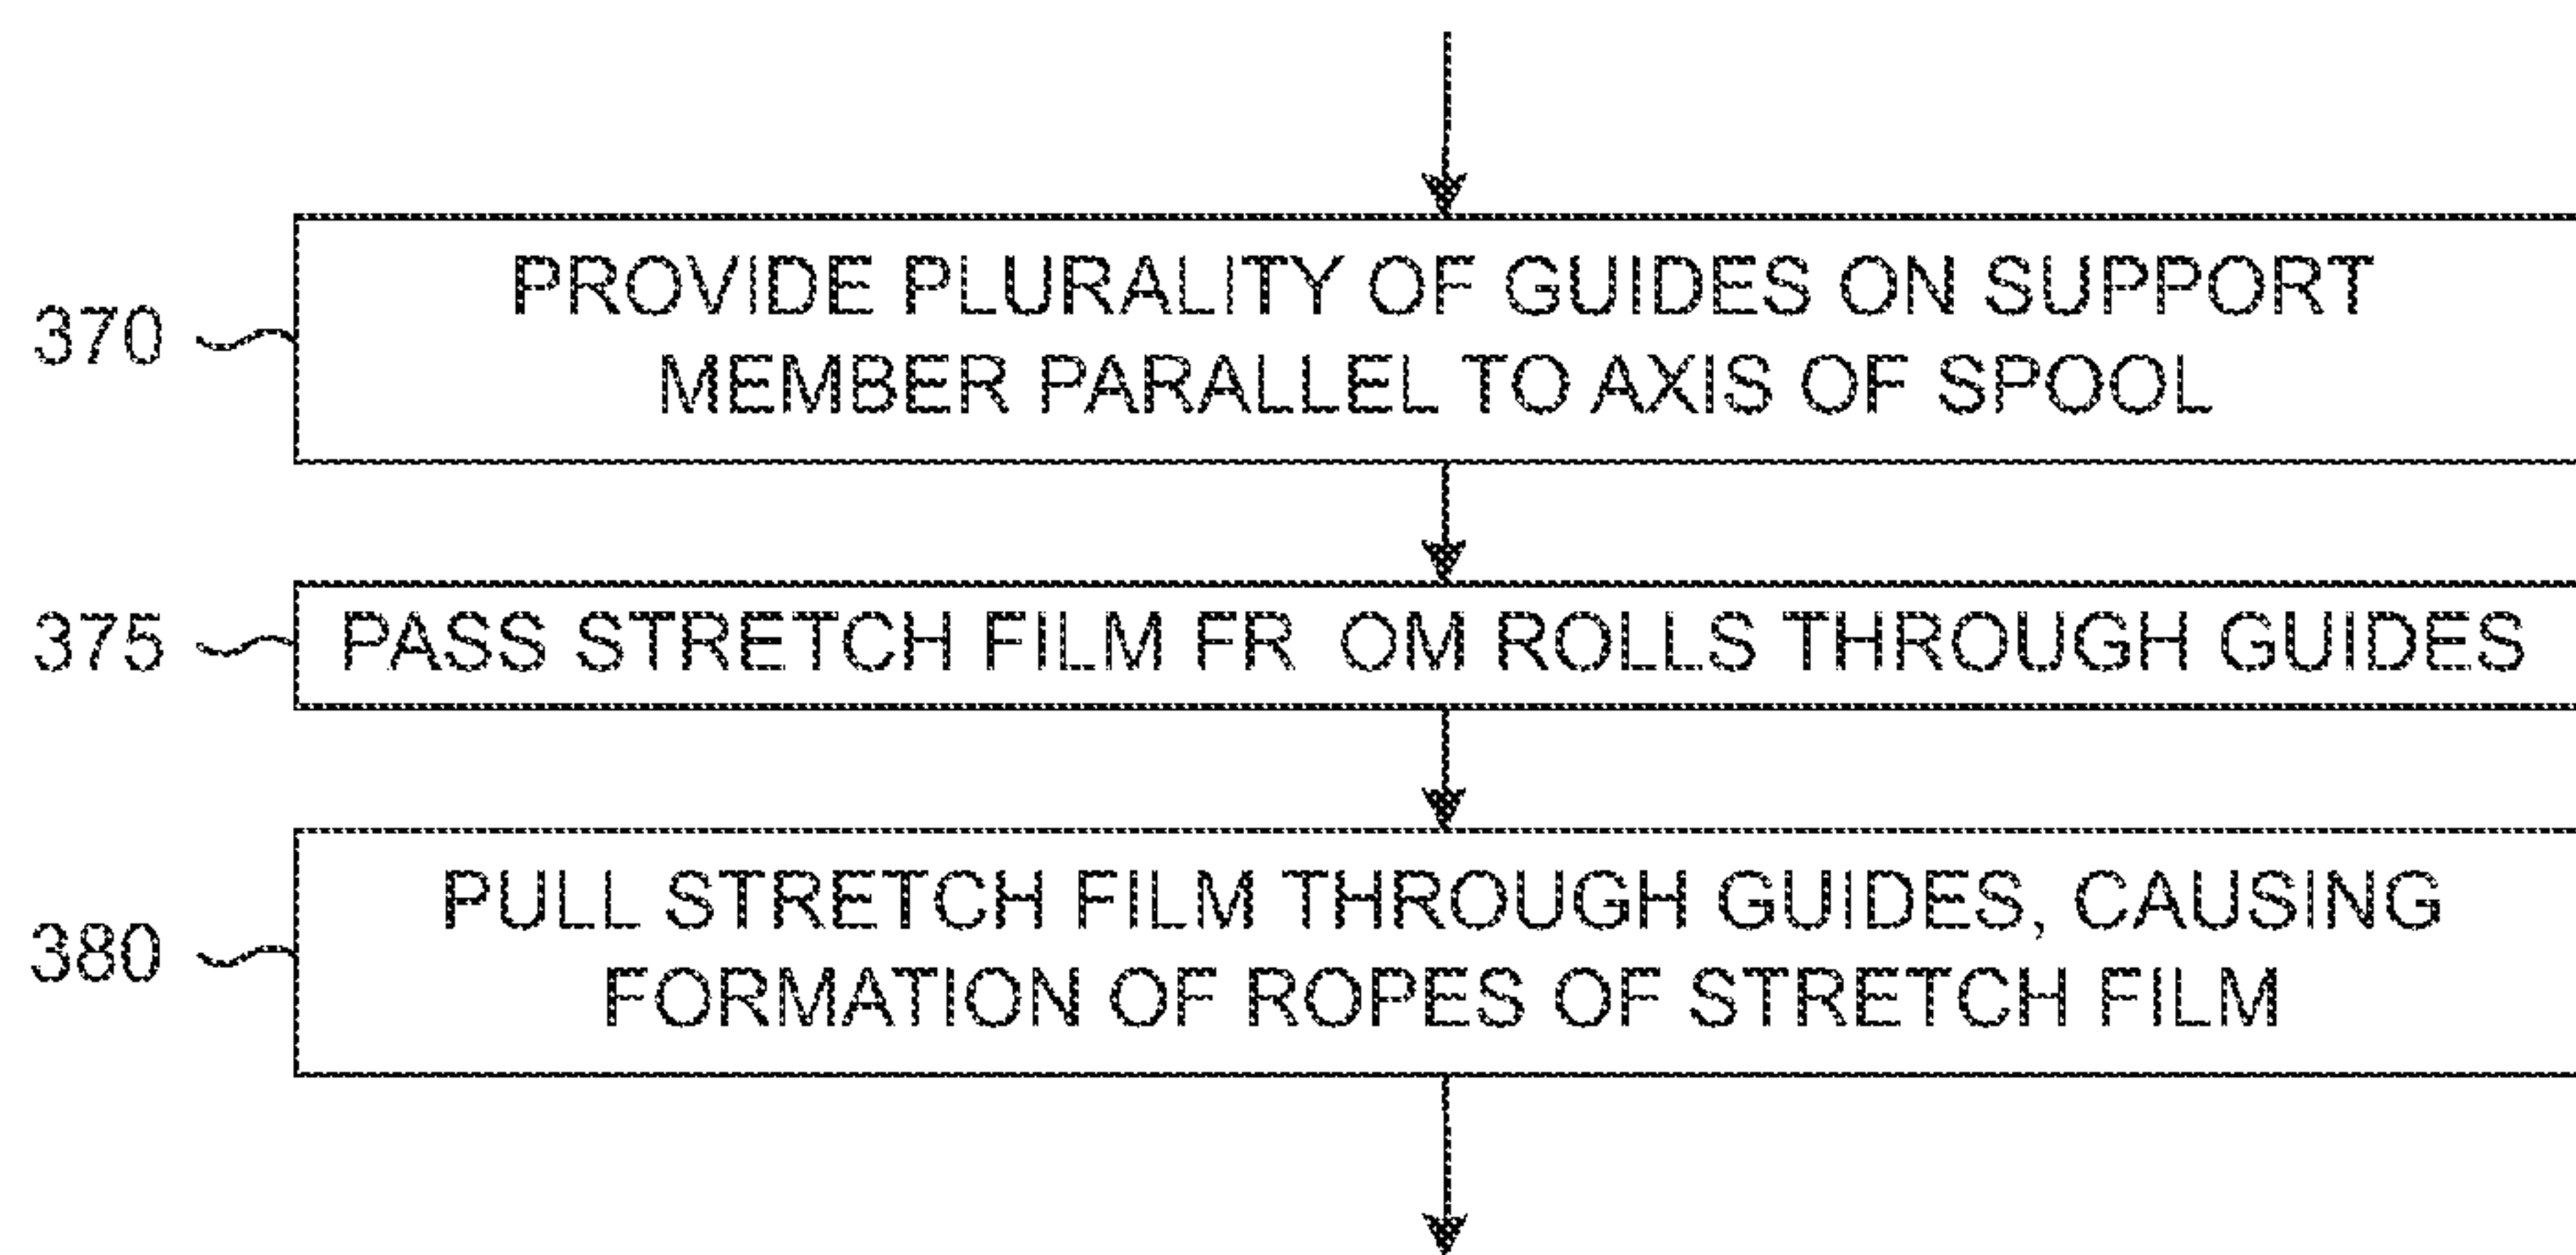 PROVIDE PLURALITY OF GUIDES ON SUPPORT
370
MEMBER PARALLEL TO AXIS OF SPOOL
375 PASS STRETCH FILM FR OM ROLLS THROUGH GUIDES
PULL STRETCH FILM THROUGH GUIDES, CAUSING
380
FORMATION OF ROPES OF STRETCH FILM